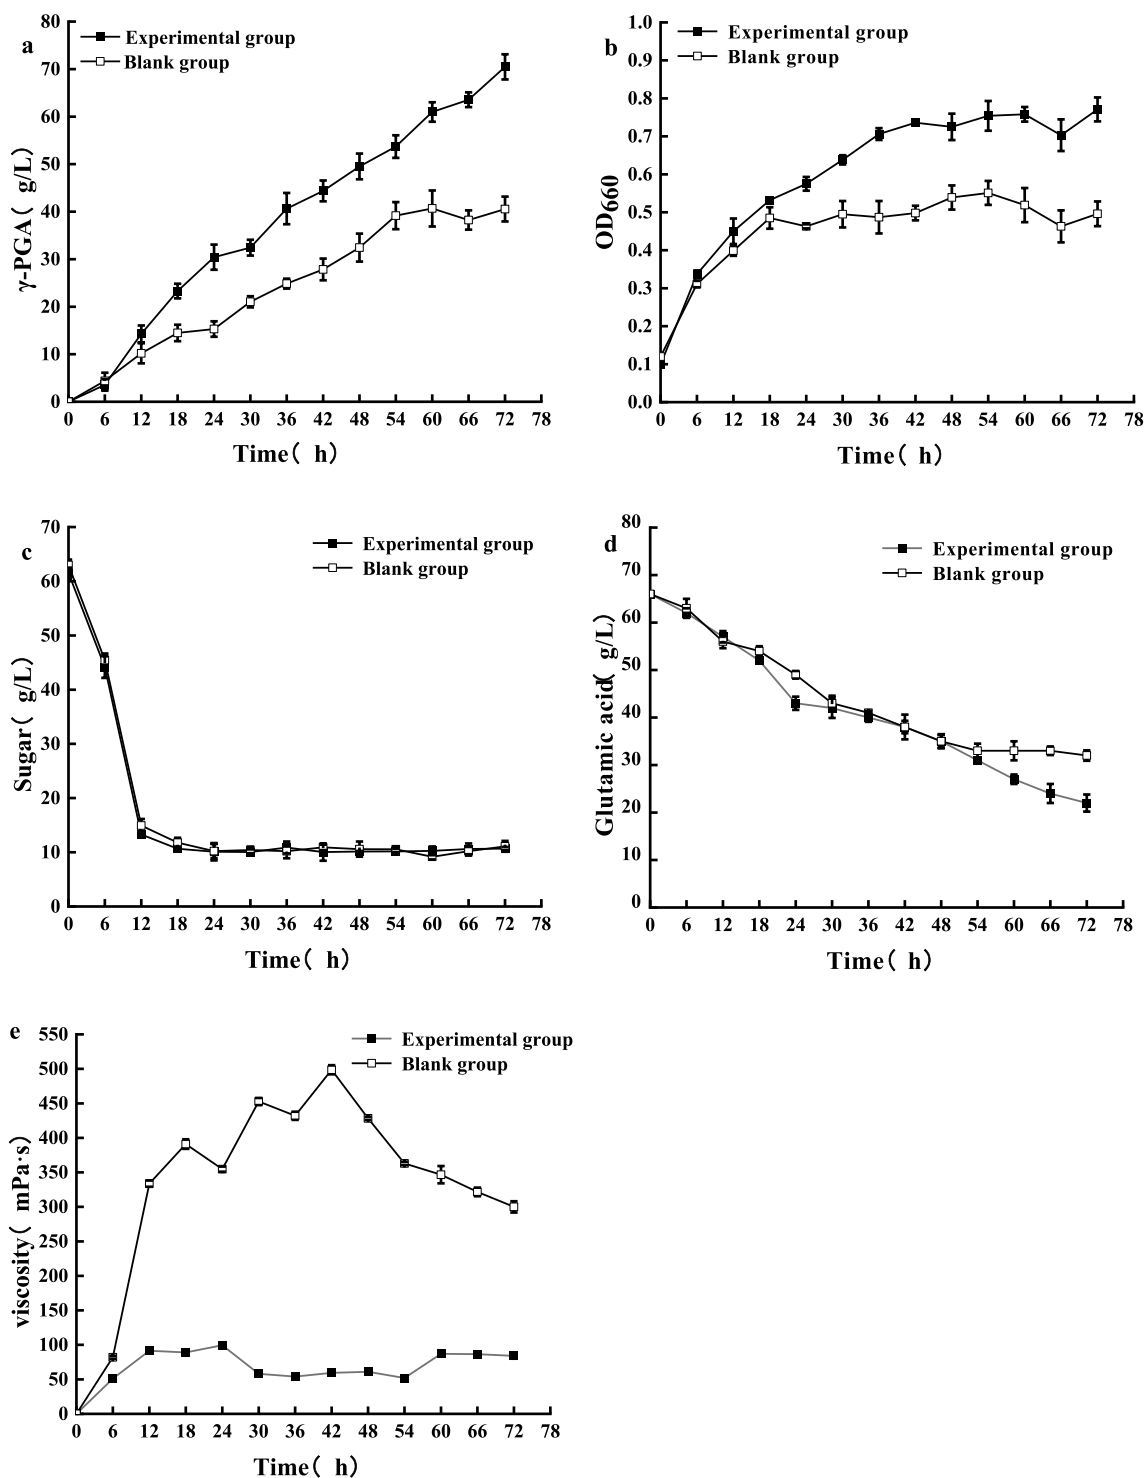 a
Experimental group
Blank group
80
70
60
50
40
30
20
10
0
γ-PGA( g/L)
0 6 12 18 24 30 36 42 48 54 60 66 72 78
Time( h)
b
Experimental group
Blank group
1.0
0.9
0.8
0.7
0.6
0.5
0.4
0.3
0.2
0.1
0.0
OD660
0 6 12 18 24 30 36 42 48 54 60 66 72 78
Time( h)
c
Experimental group
Blank group
70
60
50
40
30
20
10
0
Sugar( g/L)
0 6 12 18 24 30 36 42 48 54 60 66 72 78
Time( h)
d
Experimental group
Blank group
80
70
60
50
40
30
20
10
0
Glutamic acid( g/L)
0 6 12 18 24 30 36 42 48 54 60 66 72 78
Time( h)
e
Experimental group
Blank group
550
500
450
400
350
300
250
200
150
100
50
0
viscosity( mPa·s)
0 6 12 18 24 30 36 42 48 54 60 66 72 78
Time( h)